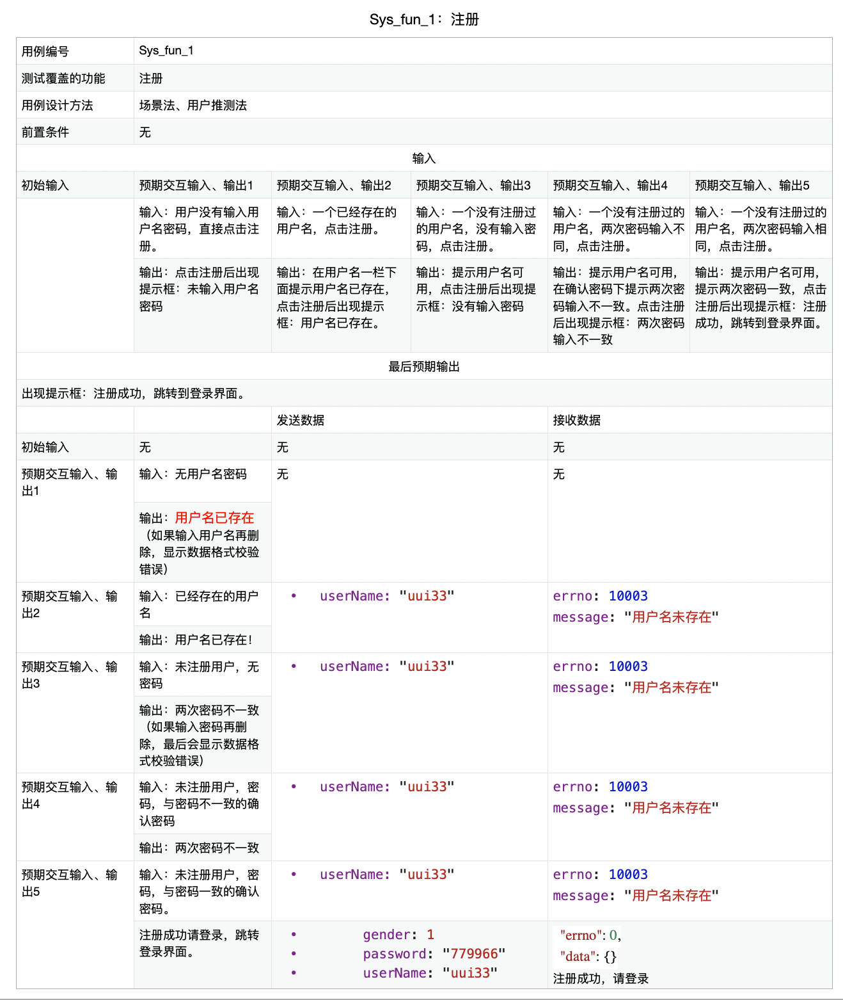 Sys_fun_1：注册
用例编号
Sys_fun_1
测试覆盖的功能
注册
用例设计方法
场景法、用户推测法
前置条件
无
输入
初始输入
预期交互输入、输出1
预期交互输入、输出2
预期交互输入、输出3
预期交互输入、输出4
预期交互输入、输出5
输入：用户没有输入用
户名密码，直接点击注
册。
输入：一个已经存在的
用户名，点击注册。
输入：一个没有注册过
的用户名，没有输入密
码，点击注册。
输入：一个没有注册过的
用户名，两次密码输入不
同，点击注册。
输入：一个没有注册过的
用户名，两次密码输入相
同，点击注册。
输出：点击注册后出现
提示框：未输入用户名
密码
输出：在用户名一栏下
面提示用户名已存在，
点击注册后出现提示
框：用户名已存在。
输出：提示用户名可
用，点击注册后出现提
示框：没有输入密码
输出：提示用户名可用，
在确认密码下提示两次密
码输入不一致。点击注册
后出现提示框：两次密码
输入不一致
输出：提示用户名可用，
提示两次密码一致，点击
注册后出现提示框：注册
成功，跳转到登录界面。
最后预期输出
出现提示框：注册成功，跳转到登录界面。
发送数据
接收数据
初始输入
无
无
无
预期交互输入、输
出1
输入：无用户名密码
无
无
输出：用户名已存在
（如果输入用户名再删
除，显示数据格式校验
错误）
预期交互输入、输
出2
输入：已经存在的用户
名
• userName: "uui33"
errno: 10003
message: "用户名未存在"
输出：用户名已存在！
预期交互输入、输
出3
输入：未注册用户，无
密码
• userName: "uui33"
errno: 10003
message: "用户名未存在"
输出：两次密码不一致
（如果输入密码再删
除，最后会显示数据格
式校验错误）
预期交互输入、输
出4
输入：未注册用户，密
码，与密码不一致的确
认密码
• userName: "uui33"
errno: 10003
message: "用户名未存在"
输出：两次密码不一致
预期交互输入、输
出5
输入：未注册用户，密
码，与密码一致的确认
密码。
• userName: "uui33"
errno: 10003
message: "用户名未存在"
注册成功请登录，跳转
登录界面。
• gender: 1
• password: "779966"
• userName: "uui33"
"errno": 0,
"data": {}
注册成功，请登录